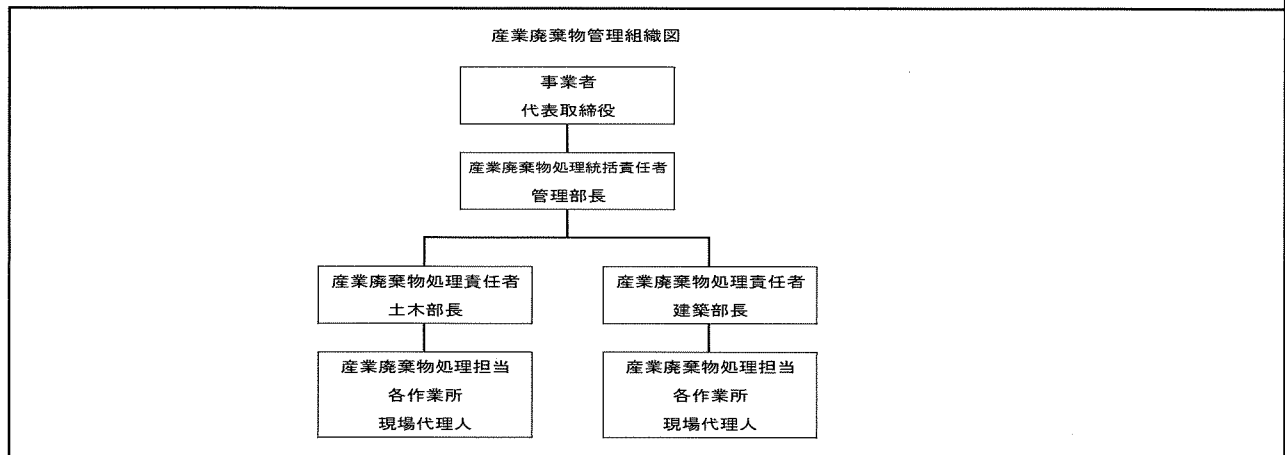 産業廃棄物管理組織図
事業者
代表取締役
産業廃棄物処理統括責任者
管理部長
産業廃棄物処理責任者
土木部長
産業廃棄物処理責任者
建築部長
産業廃棄物処理担当
各作業所
現場代理人
産業廃棄物処理担当
各作業所
現場代理人